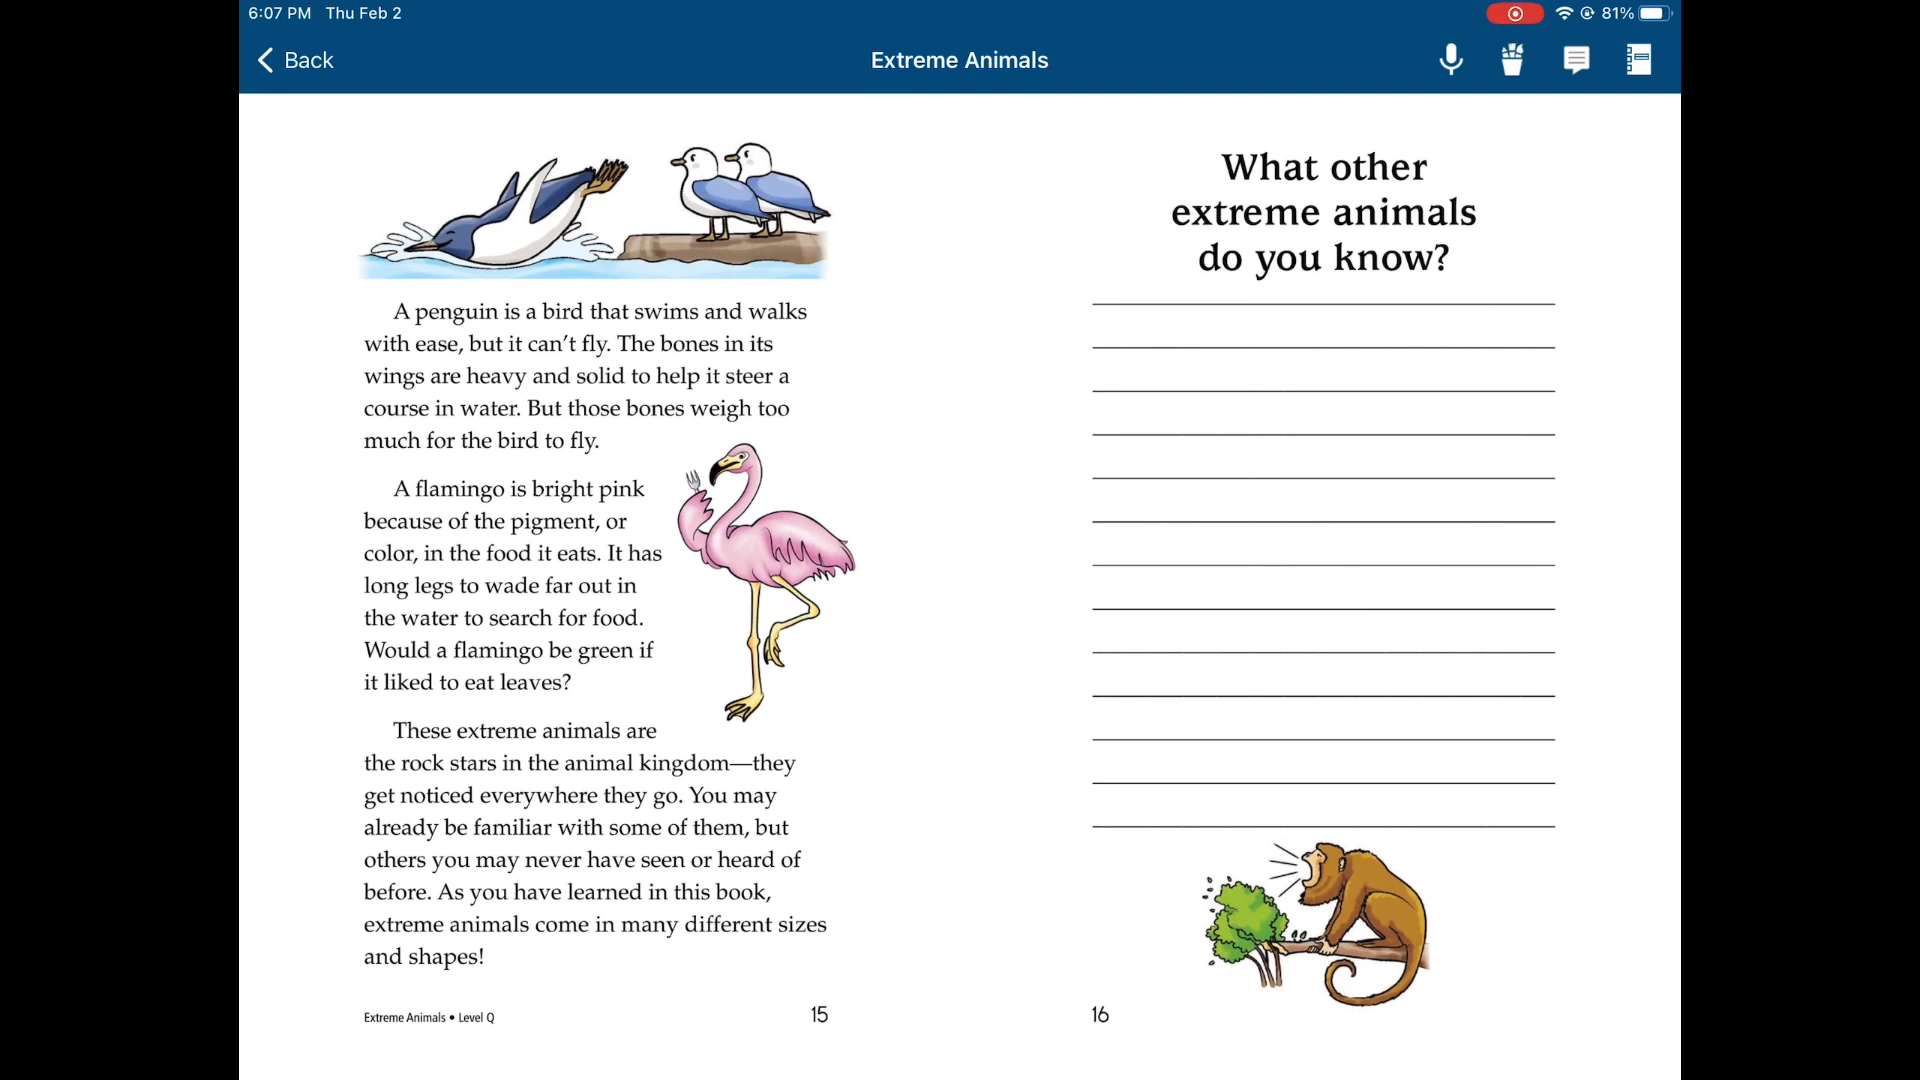 6:07 PM Thu Feb 2
81%
Back
Extreme Animals
A penguin is a bird that swims and walks
with ease, but it can’t fly. The bones in its
wings are heavy and solid to help it steer a
course in water. But those bones weigh too
much for the bird to fly.
A flamingo is bright pink
because of the pigment, or
color, in the food it eats. It has
long legs to wade far out in
the water to search for food.
Would a flamingo be green if
it liked to eat leaves?
These extreme animals are
the rock stars in the animal kingdom—they
get noticed everywhere they go. You may
already be familiar with some of them, but
others you may never have seen or heard of
before. As you have learned in this book,
extreme animals come in many different sizes
and shapes!
Extreme Animals • Level Q
15
What other
extreme animals
do you know?
16